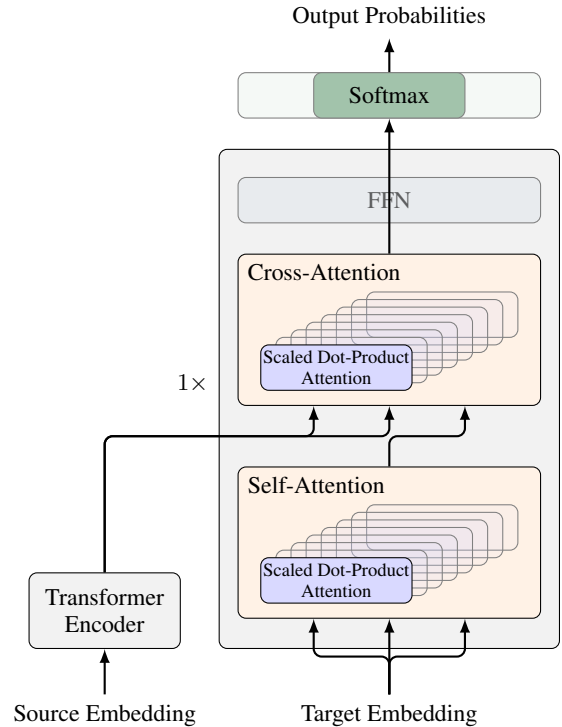 Output Probabilities
Softmax
FFN
Cross-Attention
Scaled Dot-Product
Attention
1×
Self-Attention
Scaled Dot-Product
Attention
Transformer
Encoder
Source Embedding
Target Embedding